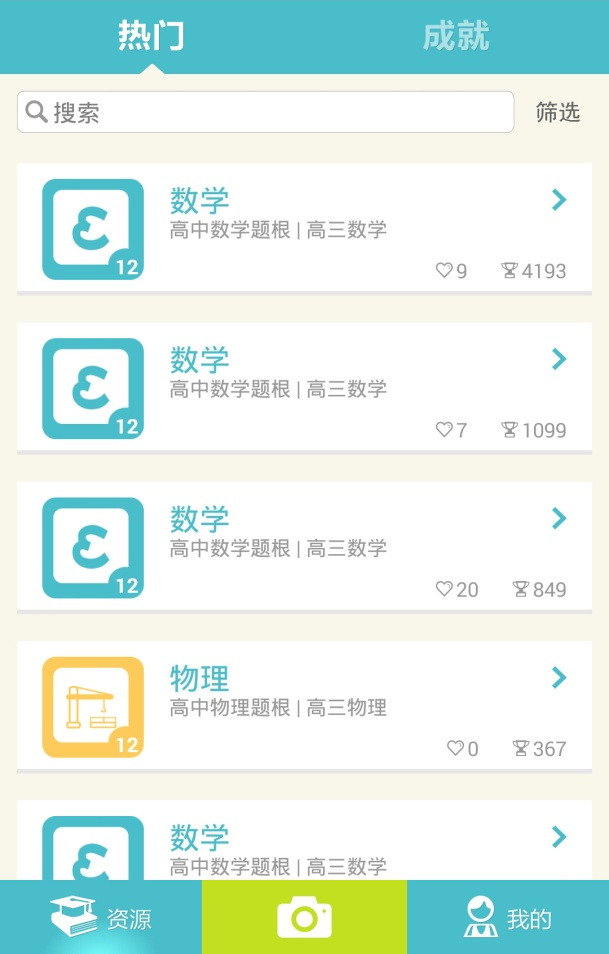 热门 成就
搜索 筛选
数学
高中数学题根 | 高三数学
12
9 4193
数学
高中数学题根 | 高三数学
12
7 1099
数学
高中数学题根 | 高三数学
12
20 849
物理
高中物理题根 | 高三物理
12
0 367
数学
高中数学题根 | 高三数学
资源 我的